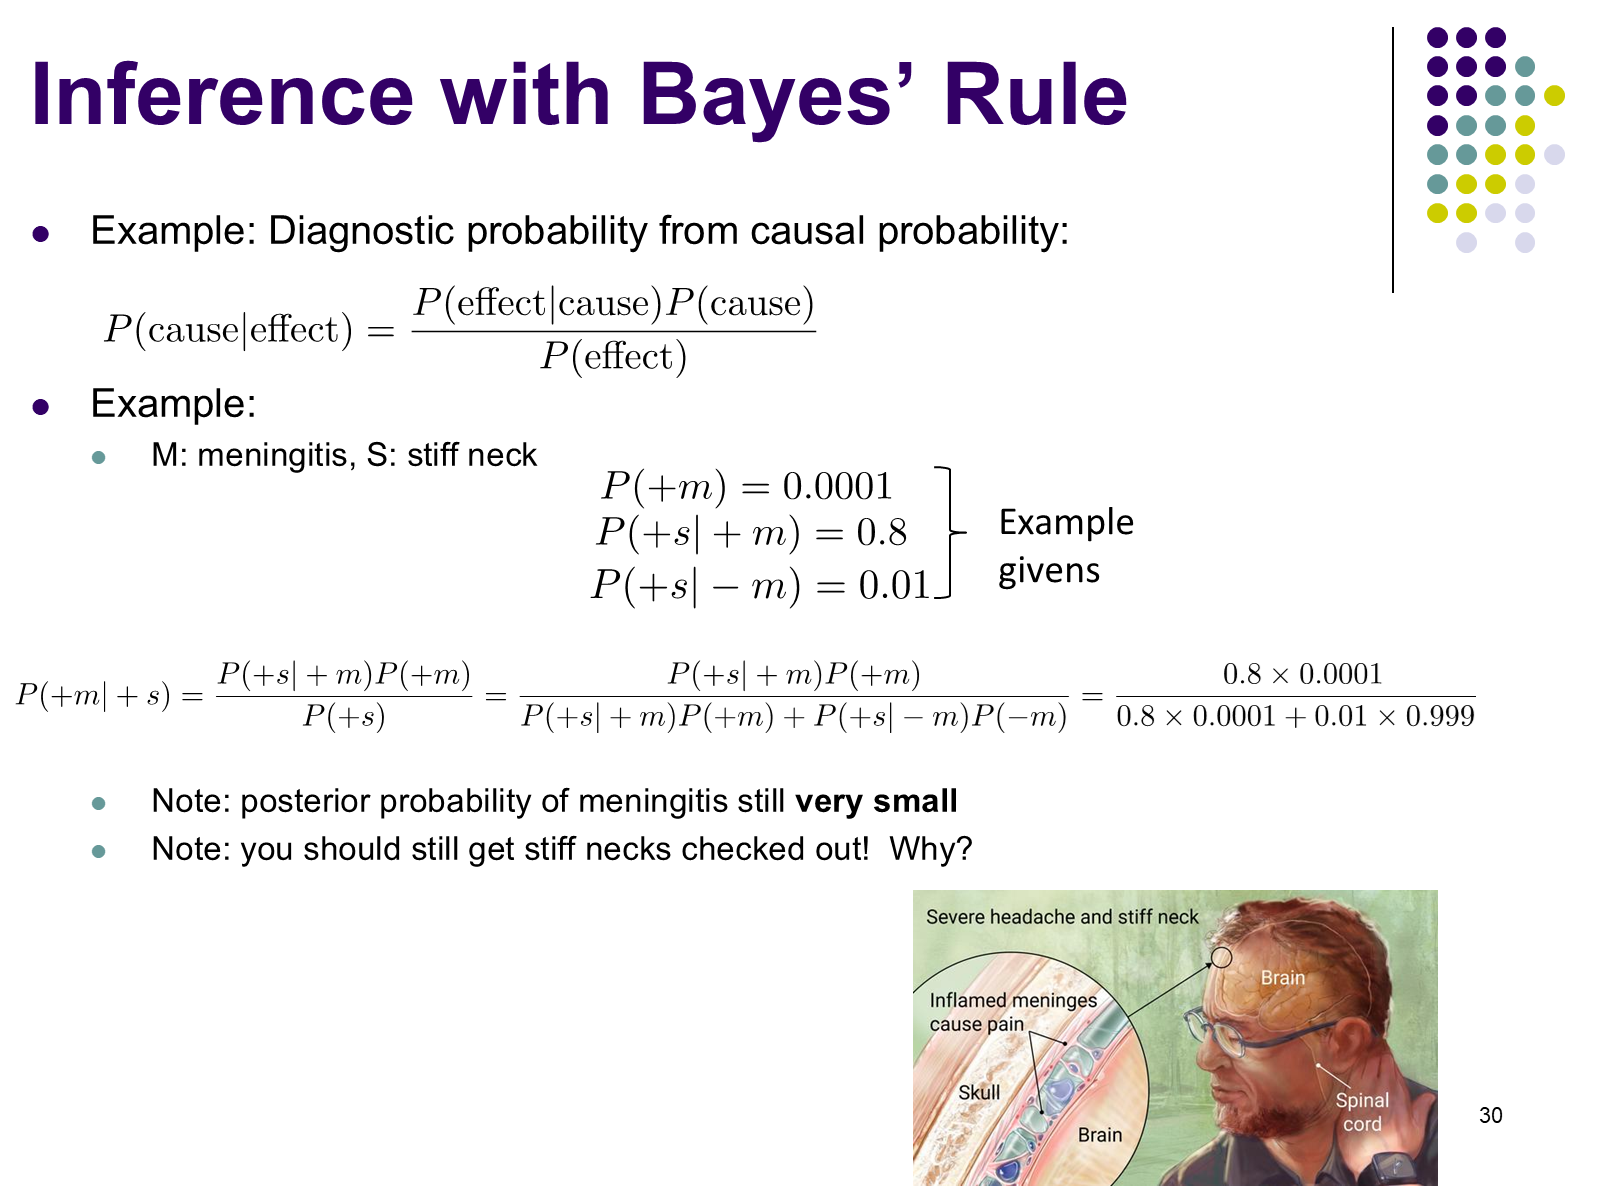 Inference with Bayes’ Rule
● Example: Diagnostic probability from causal probability:
P(cause|effect) = P(effect|cause)P(cause) / P(effect)
● Example:
● M: meningitis, S: stiff neck
P(+m) = 0.0001
P(+s| + m) = 0.8
P(+s| − m) = 0.01
Example
givens
P(+m| + s) = P(+s| + m)P(+m) / P(+s) = P(+s| + m)P(+m) / P(+s| + m)P(+m) + P(+s| − m)P(−m) = 0.8 × 0.0001 / 0.8 × 0.0001 + 0.01 × 0.999
● Note: posterior probability of meningitis still very small
● Note: you should still get stiff necks checked out! Why?
Severe headache and stiff neck
Brain
Inflamed meninges
cause pain
Skull
Brain
Spinal
cord
30